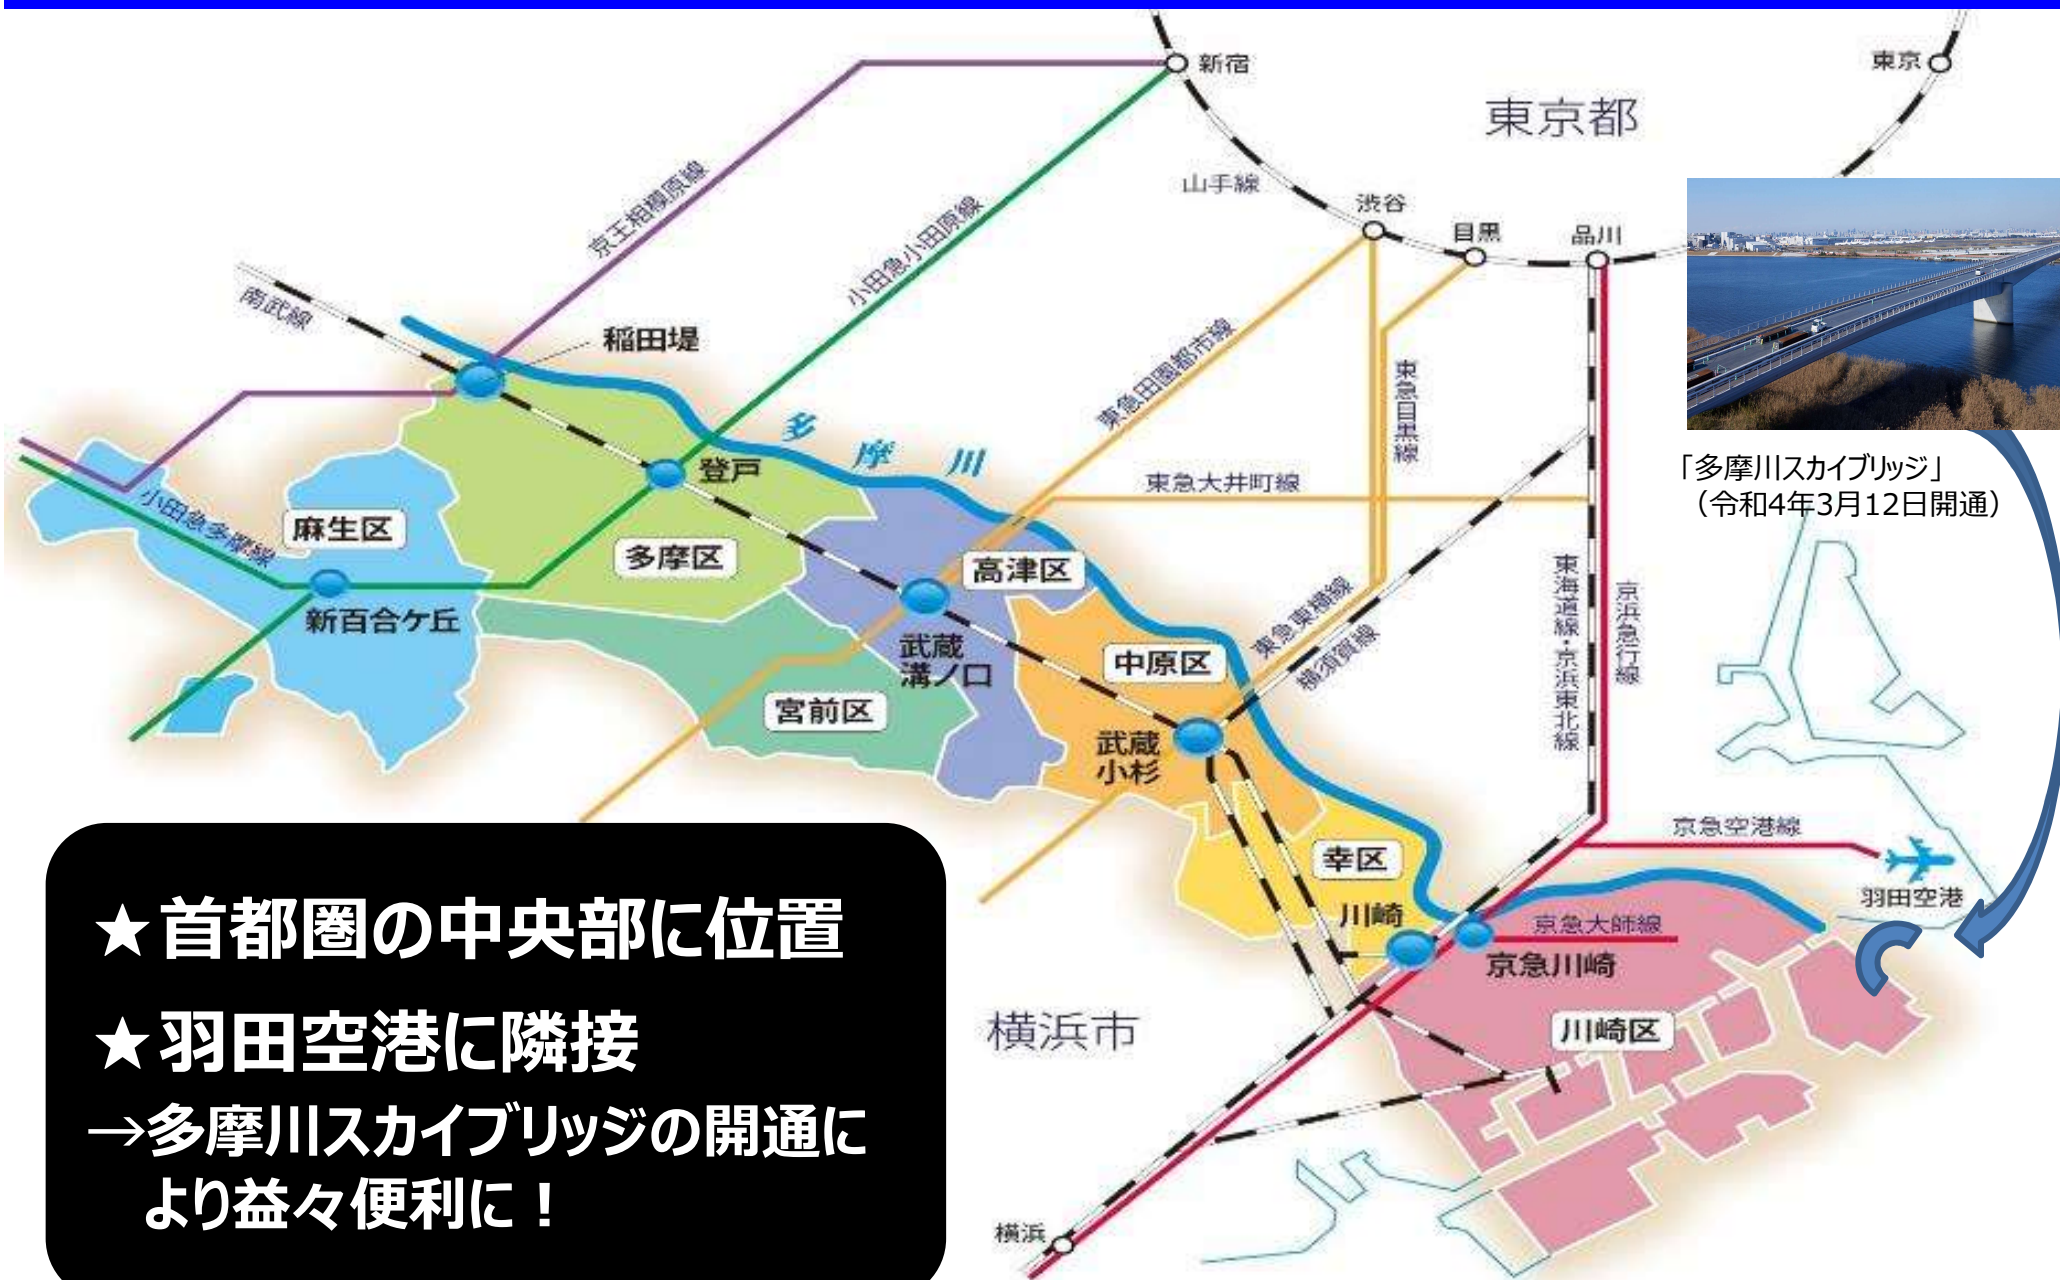 新宿
東京
東京都
山手線
渋谷
目黒
品川
京王相模原線
小田急小田原線
南武線
稲田堤
東急田園都市線
東急目黒線
多摩川
登戸
東急大井町線
「多摩川スカイブリッジ」
（令和4年3月12日開通）
小田急多摩線
麻生区
多摩区
高津区
新百合ケ丘
武蔵
溝ノ口
東急東横線
横須賀線
東海道線・京浜東北線
京浜急行線
中原区
宮前区
武蔵
小杉
京急空港線
幸区
羽田空港
川崎
京急大師線
京急川崎
川崎区
横浜市
横浜
★首都圏の中央部に位置
★羽田空港に隣接
→多摩川スカイブリッジの開通に
より益々便利に！